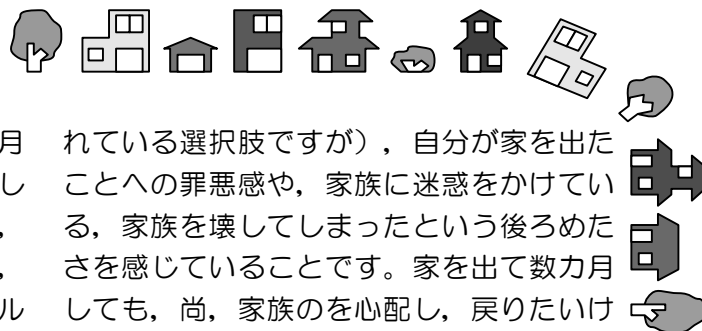 月
し
，
，
ル
れている選択肢ですが），自分が家を出た
ことへの罪悪感や，家族に迷惑をかけてい
る，家族を壊してしまったという後ろめた
さを感じていることです。家を出て数カ月
しても，尚，家族のを心配し，戻りたいけ